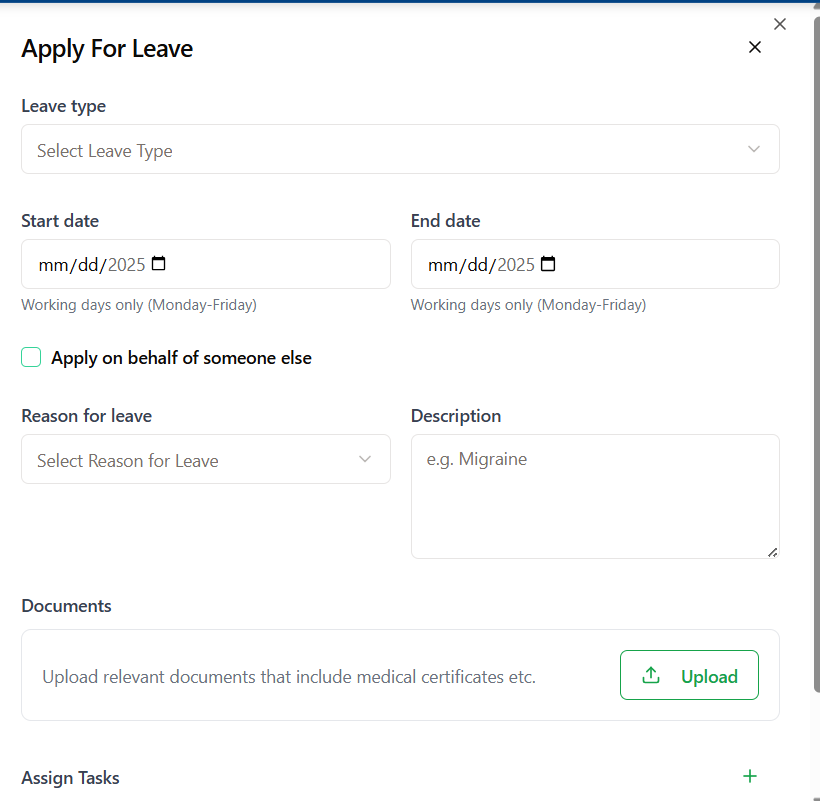 Apply For Leave
Leave type
Select Leave Type
Start date
End date
mm/dd/2025
mm/dd/2025
Working days only (Monday-Friday)
Working days only (Monday-Friday)
Apply on behalf of someone else
Reason for leave
Description
Select Reason for Leave
e.g. Migraine
Documents
Upload relevant documents that include medical certificates etc.
Upload
Assign Tasks